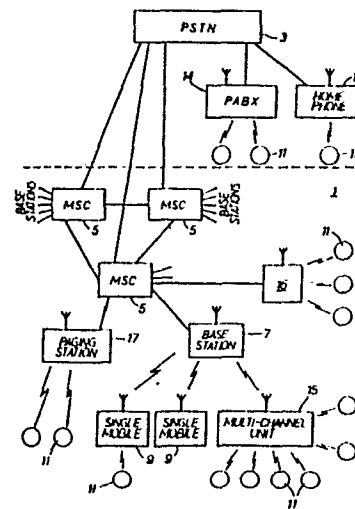 PSTN
3
14
PABX
HOME
PHONE
11
BASE
STATIONS
MSC
MSC
BASE
STATIONS
5
5
1
11
MSC
5
PAGING
STATION
17
BASE
STATION
7
11
SINGLE
MOBILE
9
SINGLE
MOBILE
9
MULTI-CHANNEL
UNIT
15
11
11